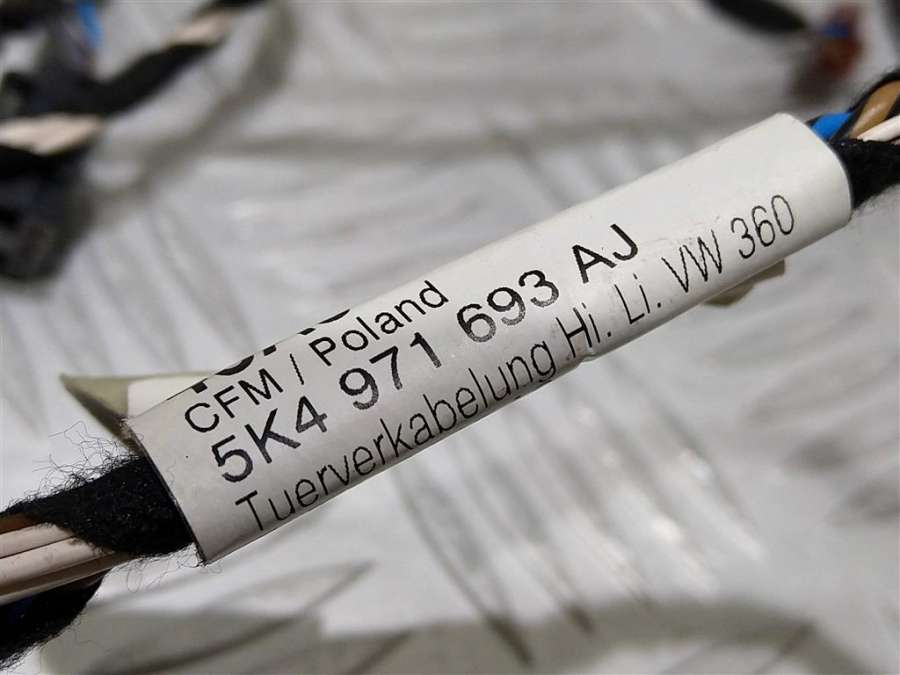 CFM / Poland
5K4 971 693 AJ
Tuerverkabelung Hi. Li. VW 360